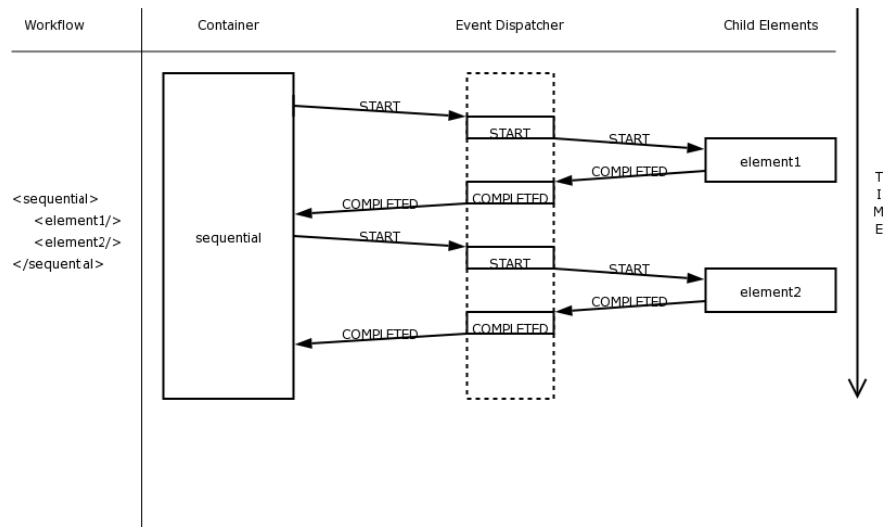 Workflow
Container
Event Dispatcher
Child Elements
START
START
START
element1
COMPLETED
COMPLETED
COMPLETED
<sequential>
<element1/>
<element2/>
</sequental>
sequential
START
START
START
element2
COMPLETED
COMPLETED
COMPLETED
T
I
M
E